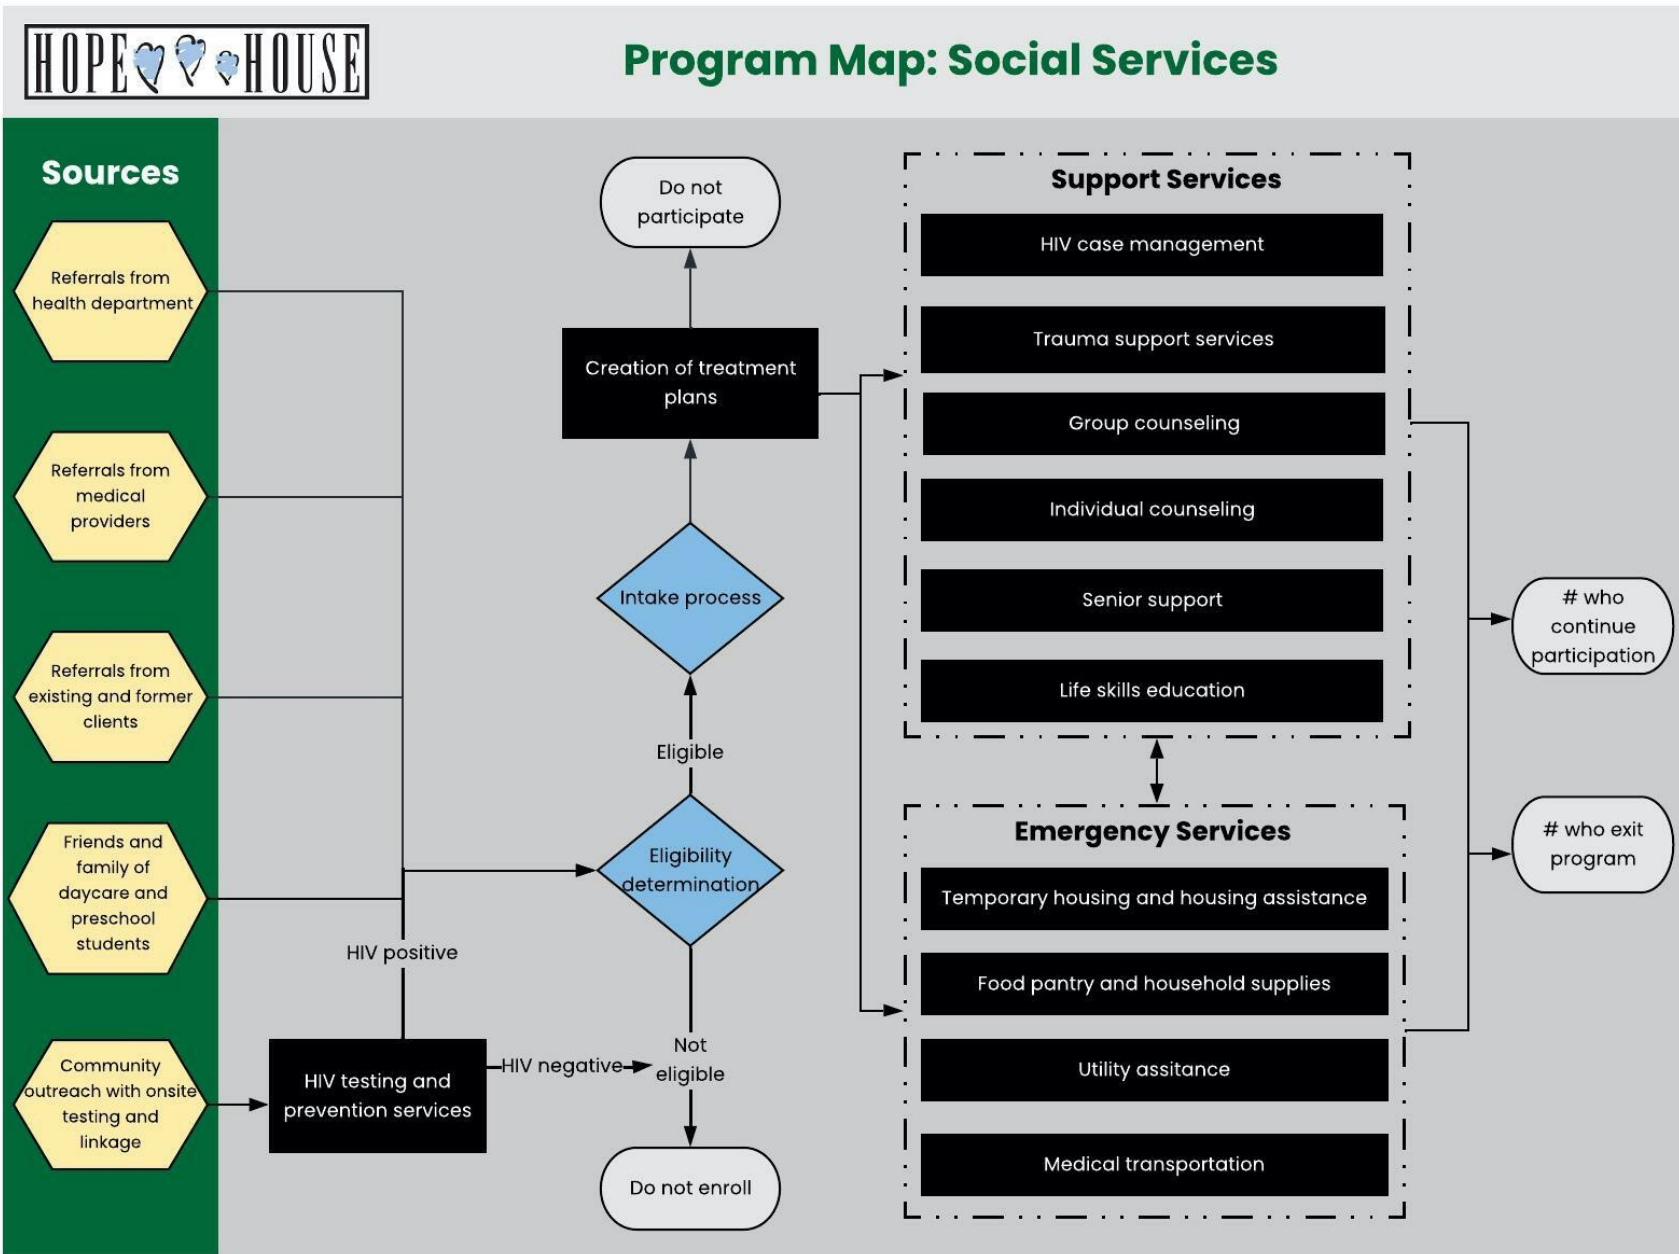 HOPE HOUSE
Program Map: Social Services
Sources
Referrals from
health department
Referrals from
medical
providers
Referrals from
existing and former
clients
Friends and
family of
daycare and
preschool
students
Community
outreach with onsite
testing and
linkage
HIV positive
HIV testing and
prevention services
HIV negative
Do not
participate
Creation of treatment
plans
Intake process
Eligible
Eligibility
determination
Not
eligible
Do not enroll
Support Services
HIV case management
Trauma support services
Group counseling
Individual counseling
Senior support
Life skills education
Emergency Services
Temporary housing and housing assistance
Food pantry and household supplies
Utility assitance
Medical transportation
# who
continue
participation
# who exit
program